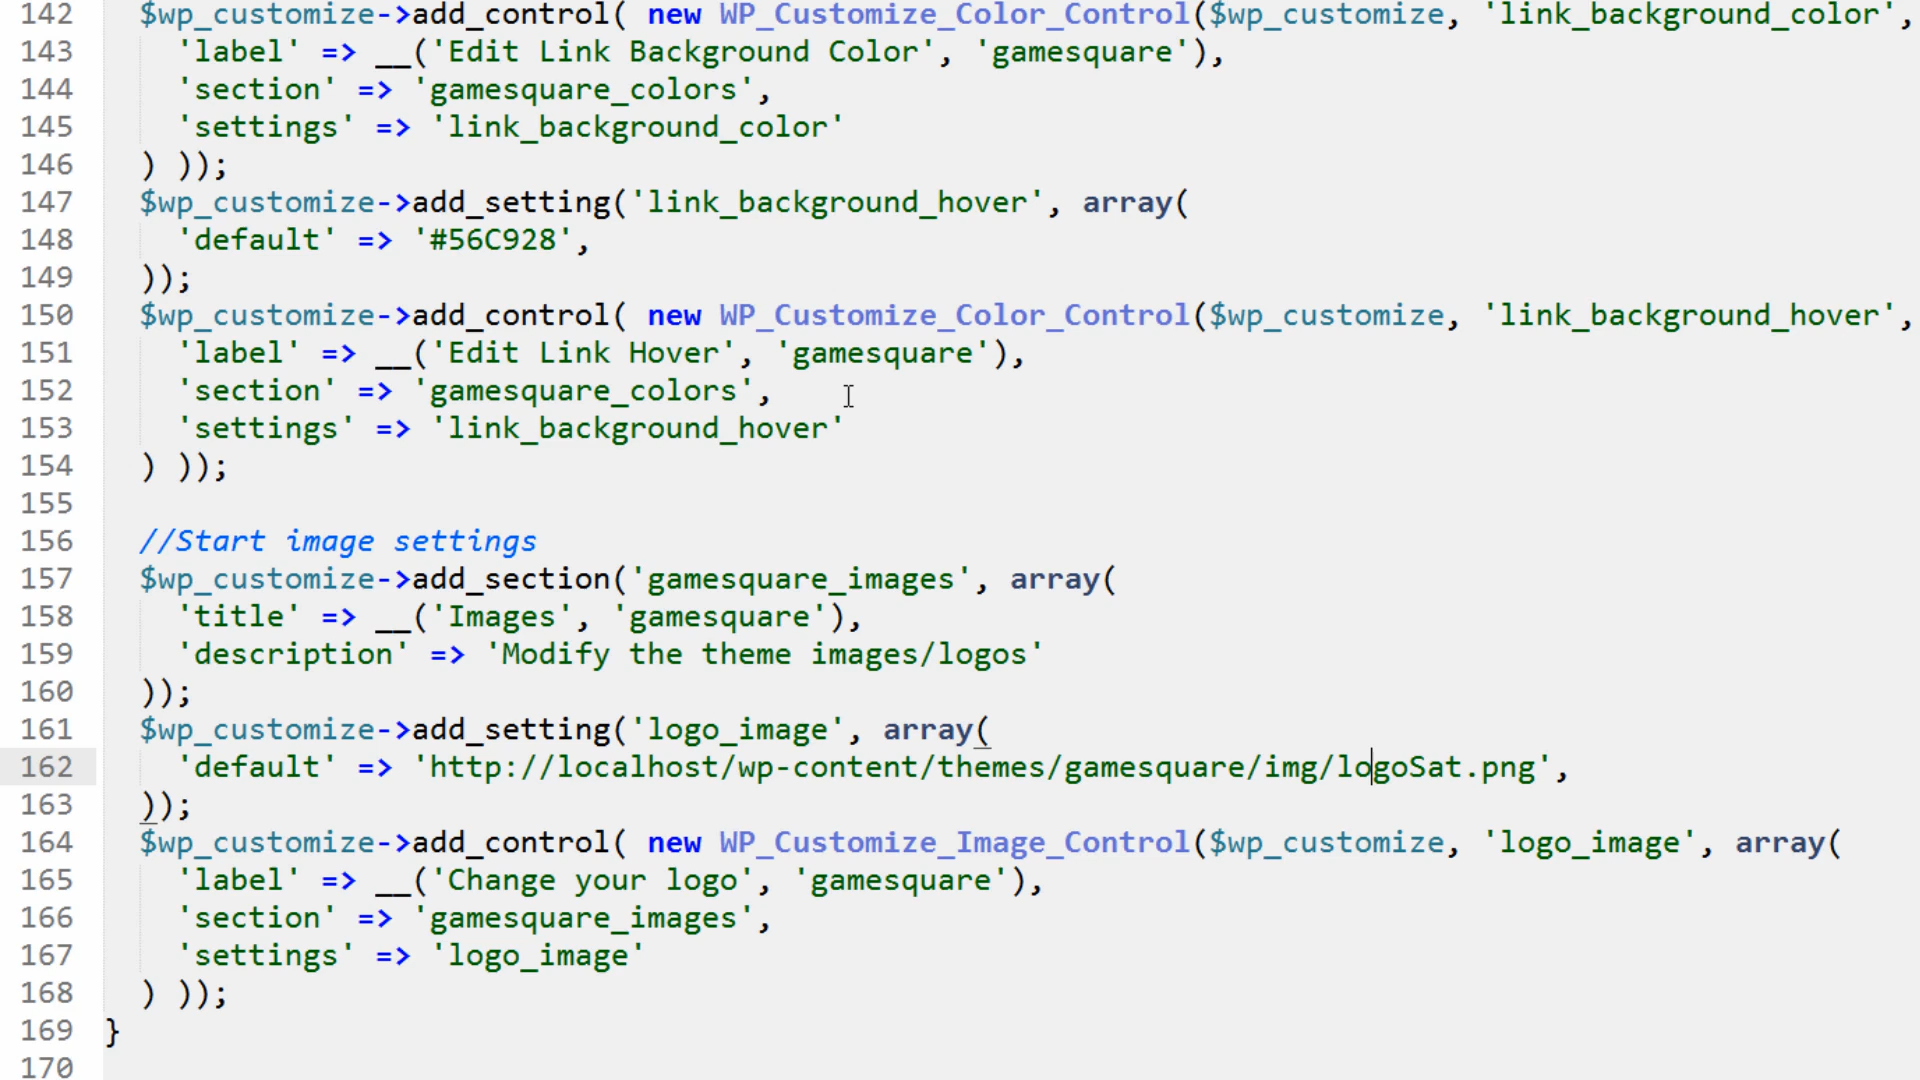 142 $wp_customize->add_control( new WP_Customize_Color_Control($wp_customize, 'link_background_color',
143 'label' => __('Edit Link Background Color', 'gamesquare'),
144 'section' => 'gamesquare_colors',
145 'settings' => 'link_background_color'
146 ) ));
147 $wp_customize->add_setting('link_background_hover', array(
148 'default' => '#56C928',
149 ));
150 $wp_customize->add_control( new WP_Customize_Color_Control($wp_customize, 'link_background_hover',
151 'label' => __('Edit Link Hover', 'gamesquare'),
152 'section' => 'gamesquare_colors',
153 'settings' => 'link_background_hover'
154 ) ));
155
156 //Start image settings
157 $wp_customize->add_section('gamesquare_images', array(
158 'title' => __('Images', 'gamesquare'),
159 'description' => 'Modify the theme images/logos'
160 ));
161 $wp_customize->add_setting('logo_image', array(
162 'default' => 'http://localhost/wp-content/themes/gamesquare/img/logoSat.png',
163 ));
164 $wp_customize->add_control( new WP_Customize_Image_Control($wp_customize, 'logo_image', array(
165 'label' => __('Change your logo', 'gamesquare'),
166 'section' => 'gamesquare_images',
167 'settings' => 'logo_image'
168 ) ));
169 }
170